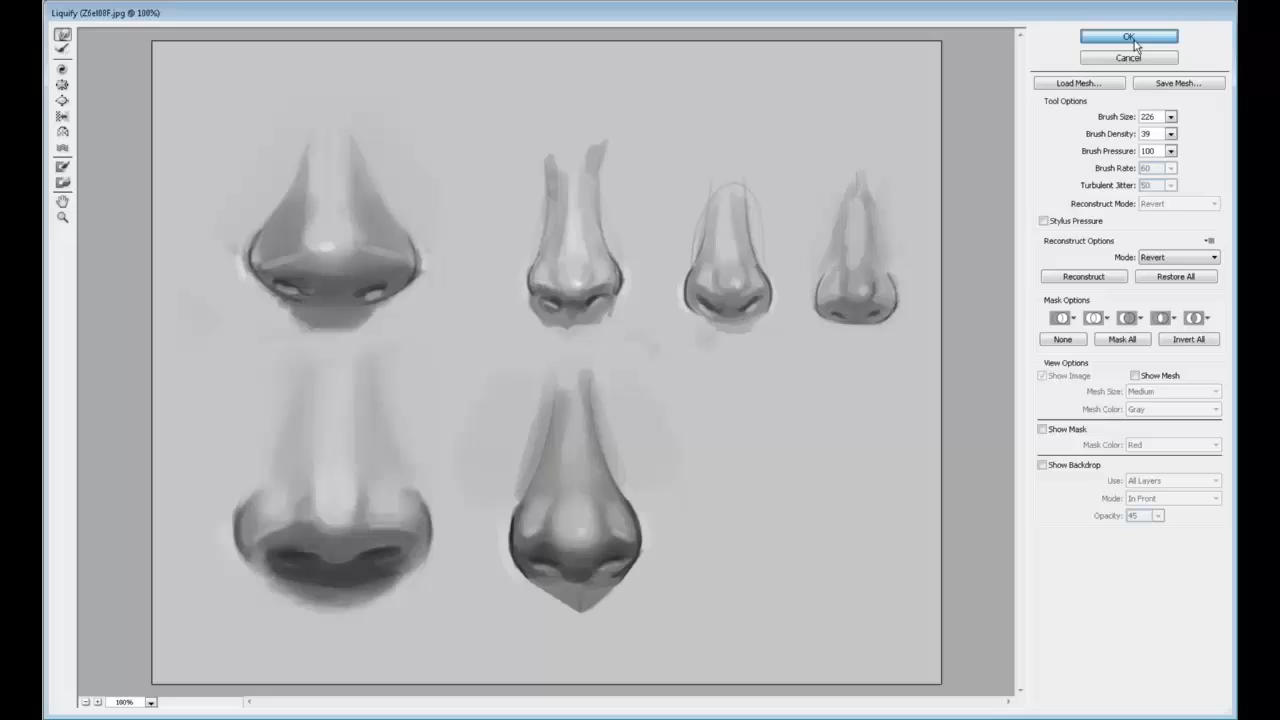 Liquify (Z6eI08F.jpg @ 100%)
OK
Cancel
Load Mesh... Save Mesh...
Tool Options
Brush Size: 226
Brush Density: 39
Brush Pressure: 100
Brush Rate: 60
Turbulent Jitter: 50
Reconstruct Mode: Revert
Stylus Pressure
Reconstruct Options
Mode: Revert
Reconstruct Restore All
Mask Options
None Mask All Invert All
View Options
Show Image Show Mesh
Mesh Size: Medium
Mesh Color: Gray
Show Mask
Mask Color: Red
Show Backdrop
Use: All Layers
Mode: In Front
Opacity: 45
100%